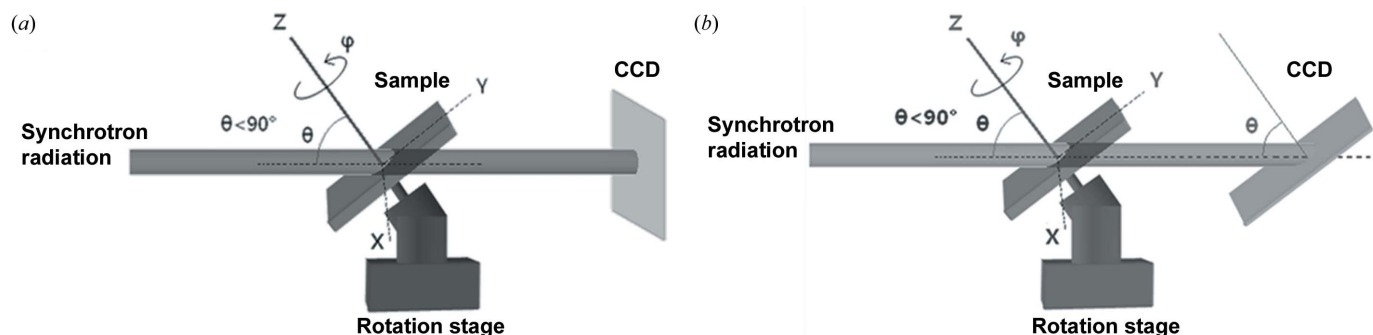 (a)
Z
φ
Sample
Y
CCD
Synchrotron
radiation
θ<90°
θ
X
Rotation stage
(b)
Z
φ
Sample
Y
CCD
Synchrotron
radiation
θ<90°
θ
θ
X
Rotation stage